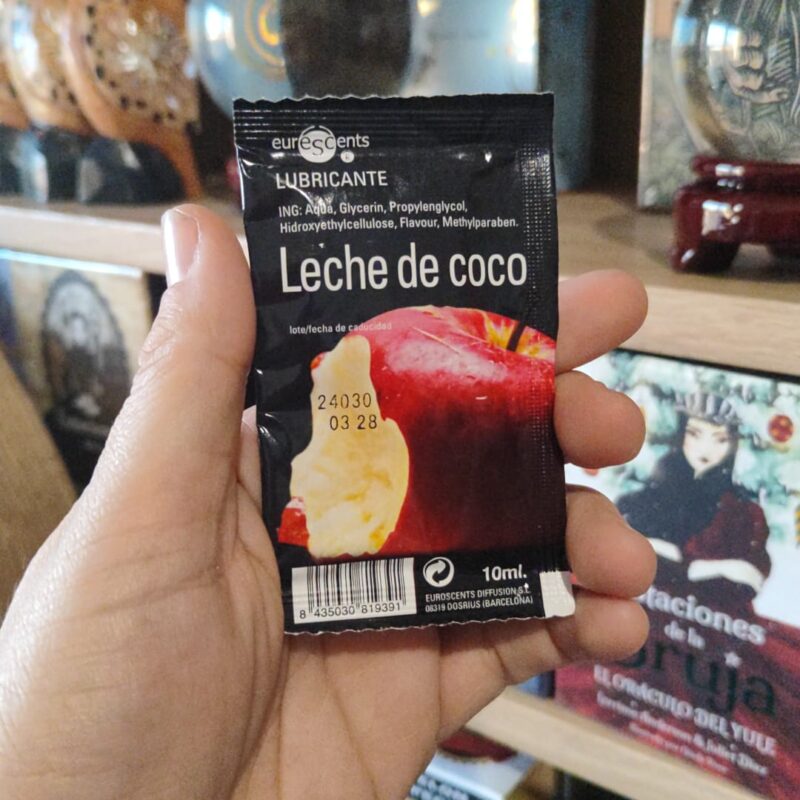 eurescents
LUBRICANTE
ING: Aqua, Glycerin, Propylenglycol,
Hidroxyethylcellulose, Flavour, Methylparaben.
Leche de coco
lote/fecha de caducidad
24030
03 28
8 435030 819391
10ml.
EUROSCENTS DIFFUSION S.L.
08319 DOSRIUS (BARCELONA)
taciones
de la
Bruja
EL ORÁCULO DEL YULE